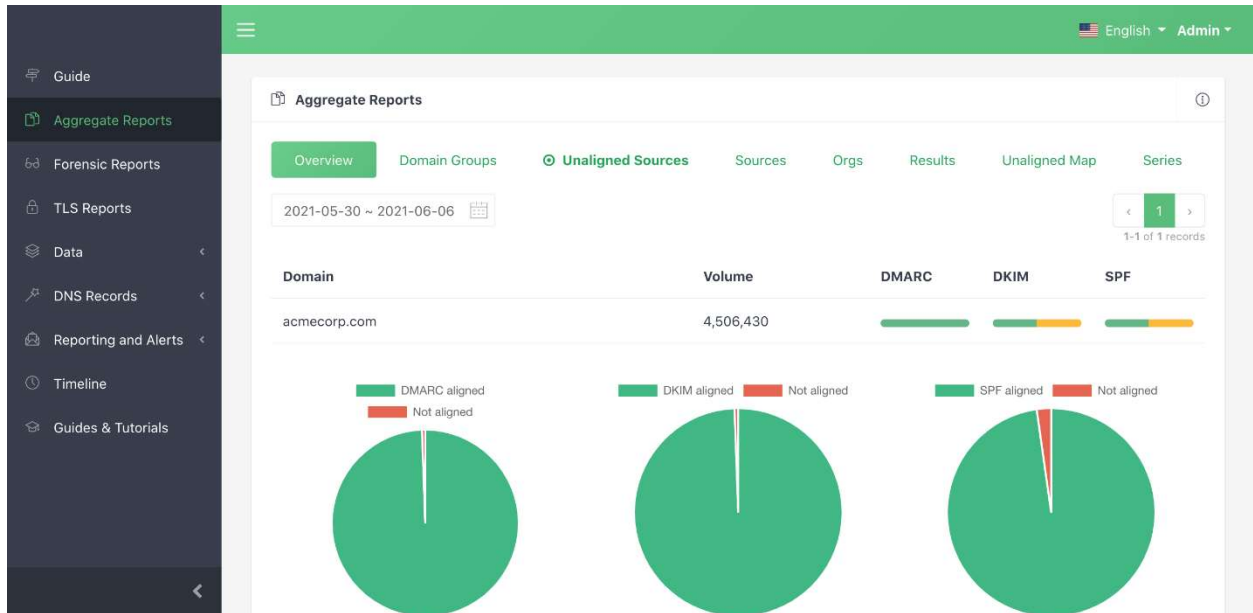 English Admin
Guide
Aggregate Reports
Forensic Reports
TLS Reports
Data
DNS Records
Reporting and Alerts
Timeline
Guides & Tutorials
Aggregate Reports
Overview Domain Groups Unaligned Sources Sources Orgs Results Unaligned Map Series
2021-05-30 ~ 2021-06-06
1
1-1 of 1 records
Domain Volume DMARC DKIM SPF
acmecorp.com 4,506,430
DMARC aligned
Not aligned
DKIM aligned Not aligned
SPF aligned Not aligned